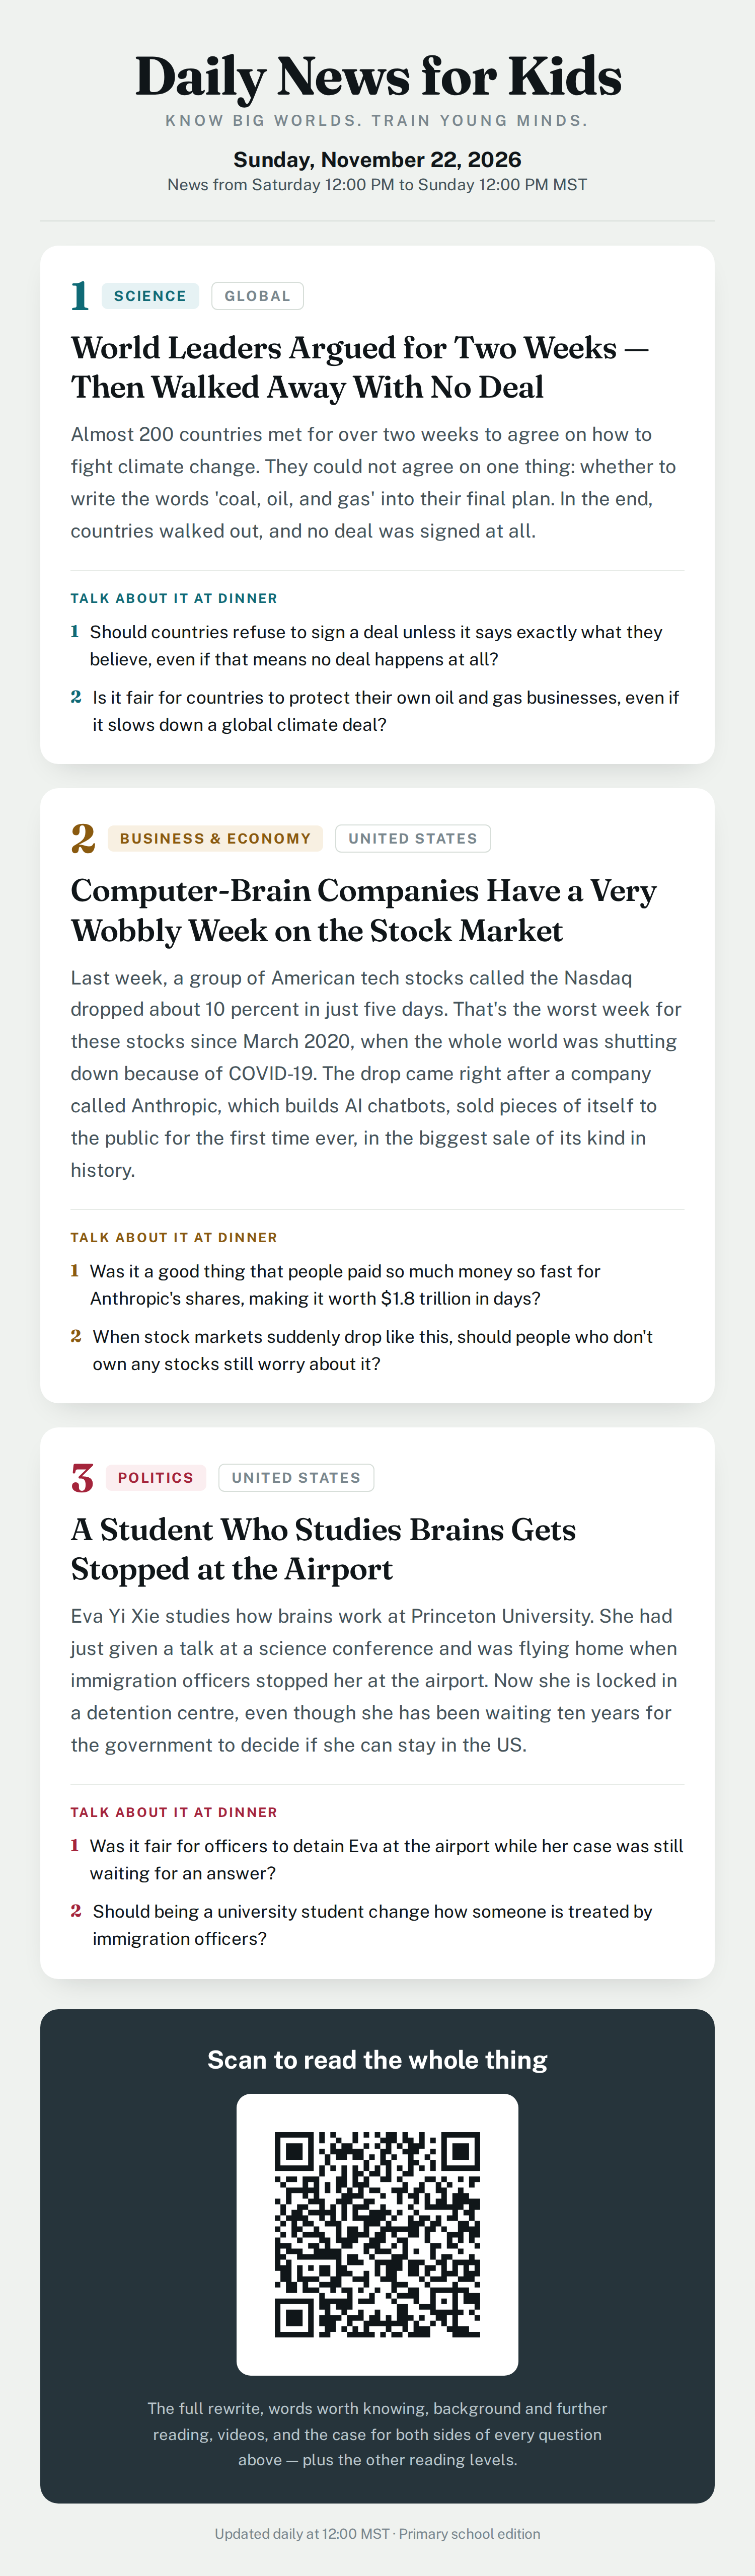 Daily News for Kids
KNOW BIG WORLDS. TRAIN YOUNG MINDS.
Sunday, November 22, 2026
News from Saturday 12:00 PM to Sunday 12:00 PM MST
1 SCIENCE GLOBAL
World Leaders Argued for Two Weeks —
Then Walked Away With No Deal
Almost 200 countries met for over two weeks to agree on how to
fight climate change. They could not agree on one thing: whether to
write the words 'coal, oil, and gas' into their final plan. In the end,
countries walked out, and no deal was signed at all.
TALK ABOUT IT AT DINNER
1 Should countries refuse to sign a deal unless it says exactly what they
believe, even if that means no deal happens at all?
2 Is it fair for countries to protect their own oil and gas businesses, even if
it slows down a global climate deal?
2 BUSINESS & ECONOMY UNITED STATES
Computer-Brain Companies Have a Very
Wobbly Week on the Stock Market
Last week, a group of American tech stocks called the Nasdaq
dropped about 10 percent in just five days. That's the worst week for
these stocks since March 2020, when the whole world was shutting
down because of COVID-19. The drop came right after a company
called Anthropic, which builds AI chatbots, sold pieces of itself to
the public for the first time ever, in the biggest sale of its kind in
history.
TALK ABOUT IT AT DINNER
1 Was it a good thing that people paid so much money so fast for
Anthropic's shares, making it worth $1.8 trillion in days?
2 When stock markets suddenly drop like this, should people who don't
own any stocks still worry about it?
3 POLITICS UNITED STATES
A Student Who Studies Brains Gets
Stopped at the Airport
Eva Yi Xie studies how brains work at Princeton University. She had
just given a talk at a science conference and was flying home when
immigration officers stopped her at the airport. Now she is locked in
a detention centre, even though she has been waiting ten years for
the government to decide if she can stay in the US.
TALK ABOUT IT AT DINNER
1 Was it fair for officers to detain Eva at the airport while her case was still
waiting for an answer?
2 Should being a university student change how someone is treated by
immigration officers?
Scan to read the whole thing
The full rewrite, words worth knowing, background and further
reading, videos, and the case for both sides of every question
above — plus the other reading levels.
Updated daily at 12:00 MST · Primary school edition